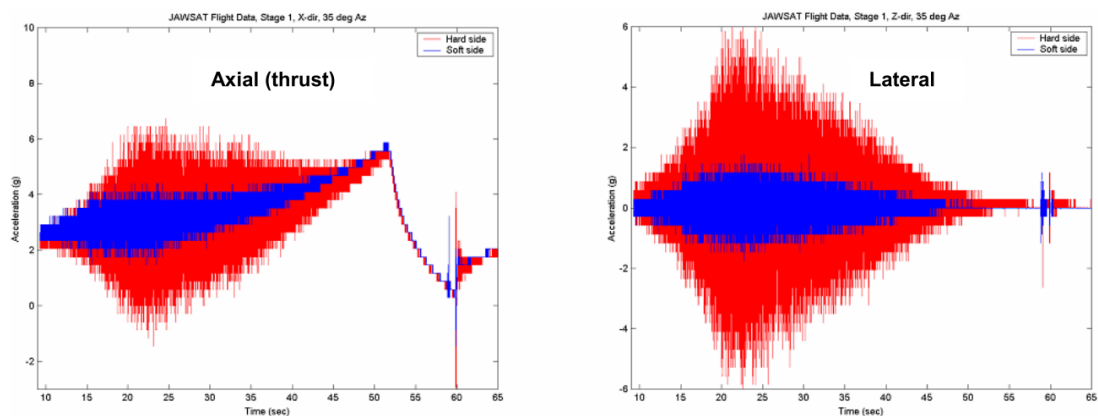 JAWSAT Flight Data, Stage 1, X-dir, 35 deg Az
10
8
6
4
2
0
-2
Acceleration (g)
Axial (thrust)
Hard side
Soft side
10 15 20 25 30 35 40 45 50 55 60 65
Time (sec)
JAWSAT Flight Data, Stage 1, Z-dir, 35 deg Az
6
4
2
0
-2
-4
-6
Acceleration (g)
Lateral
Hard side
Soft side
10 15 20 25 30 35 40 45 50 55 60 65
Time (sec)